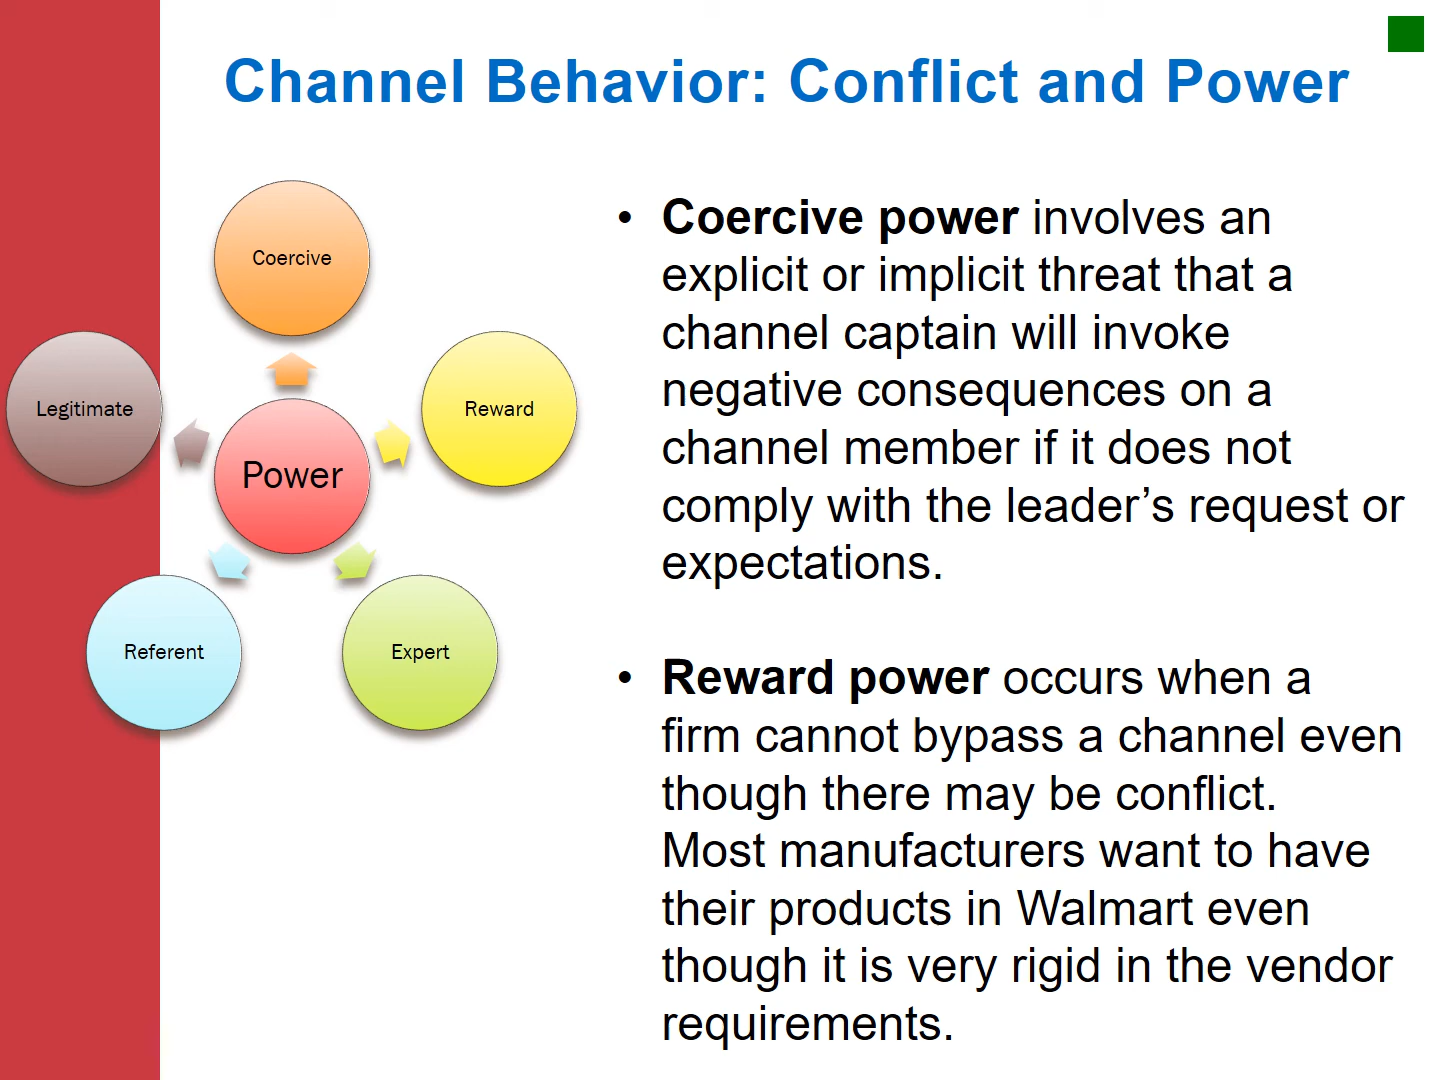 Channel Behavior: Conflict and Power
Coercive
Legitimate
Reward
Power
Referent
Expert
• Coercive power involves an
explicit or implicit threat that a
channel captain will invoke
negative consequences on a
channel member if it does not
comply with the leader’s request or
expectations.
• Reward power occurs when a
firm cannot bypass a channel even
though there may be conflict.
Most manufacturers want to have
their products in Walmart even
though it is very rigid in the vendor
requirements.